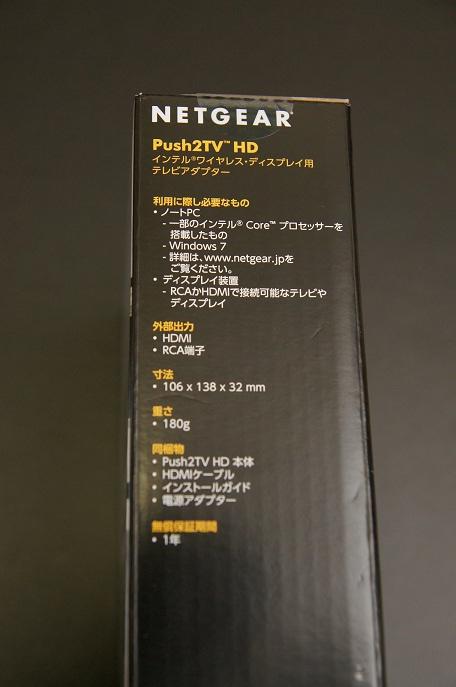 NETGEAR®
Push2TV™ HD
インテル®ワイヤレス・ディスプレイ用
テレビアダプター
利用に際し必要なもの
• ノートPC
- 一部のインテル® Core™ プロセッサーを
搭載したもの
- Windows 7
- 詳細は、www.netgear.jpを
ご覧ください。
• ディスプレイ装置
- RCAかHDMIで接続可能なテレビや
ディスプレイ
外部出力
• HDMI
• RCA端子
寸法
• 106 x 138 x 32 mm
重さ
• 180g
同梱物
• Push2TV HD 本体
• HDMIケーブル
• インストールガイド
• 電源アダプター
無償保証期間
• 1年